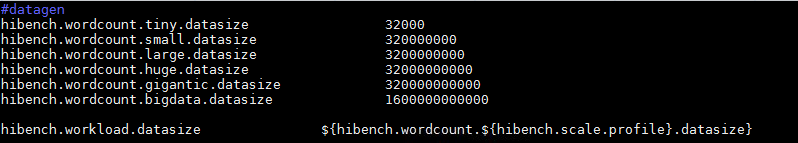 #datagen
hibench.wordcount.tiny.datasize 32000
hibench.wordcount.small.datasize 320000000
hibench.wordcount.large.datasize 3200000000
hibench.wordcount.huge.datasize 32000000000
hibench.wordcount.gigantic.datasize 320000000000
hibench.wordcount.bigdata.datasize 1600000000000
hibench.workload.datasize ${hibench.wordcount.${hibench.scale.profile}.datasize}